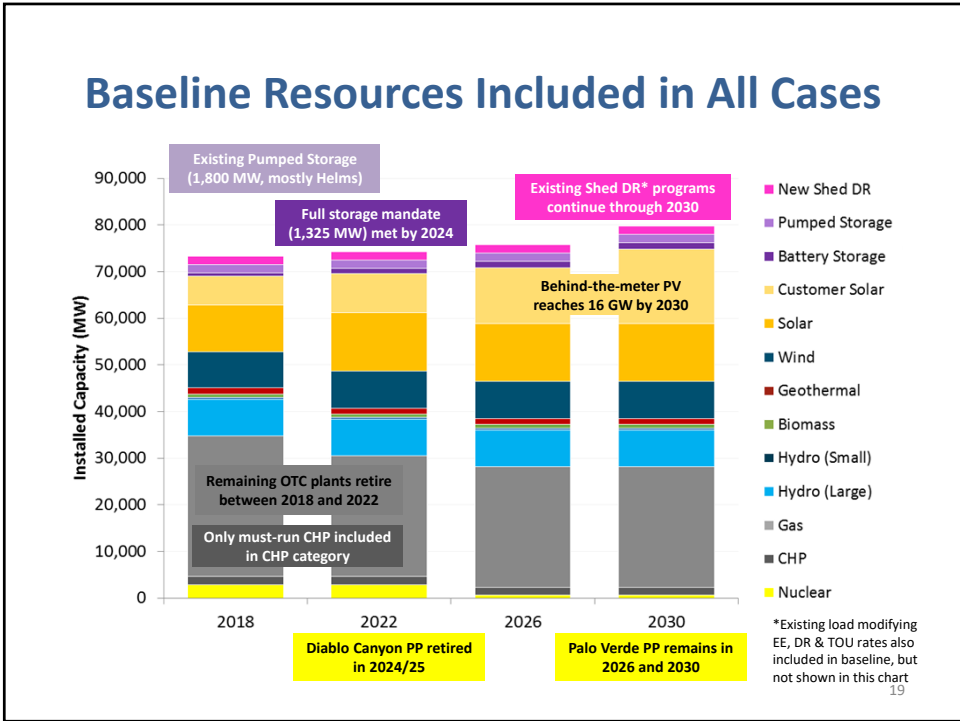 Baseline Resources Included in All Cases
Existing Pumped Storage
(1,800 MW, mostly Helms)
Full storage mandate
(1,325 MW) met by 2024
Existing Shed DR* programs
continue through 2030
Behind-the-meter PV
reaches 16 GW by 2030
Remaining OTC plants retire
between 2018 and 2022
Only must-run CHP included
in CHP category
Installed Capacity (MW)
90,000
80,000
70,000
60,000
50,000
40,000
30,000
20,000
10,000
0
2018
2022
2026
2030
Diablo Canyon PP retired
in 2024/25
Palo Verde PP remains in
2026 and 2030
New Shed DR
Pumped Storage
Battery Storage
Customer Solar
Solar
Wind
Geothermal
Biomass
Hydro (Small)
Hydro (Large)
Gas
CHP
Nuclear
*Existing load modifying
EE, DR & TOU rates also
included in baseline, but
not shown in this chart
19